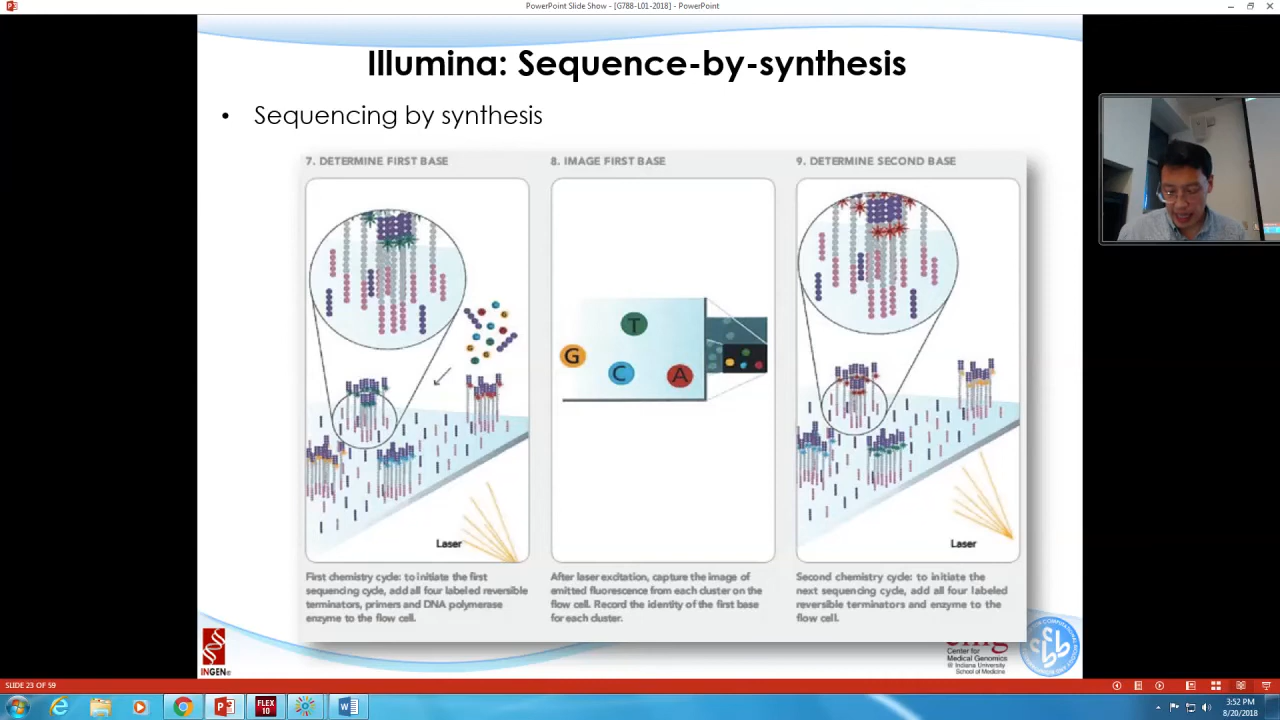 PowerPoint Slide Show - [G788-L01-2018] - PowerPoint
Illumina: Sequence-by-synthesis
• Sequencing by synthesis
7. DETERMINE FIRST BASE
Laser
First chemistry cycle: to initiate the first
sequencing cycle, add all four labeled reversible
terminators, primers and DNA polymerase
enzyme to the flow cell.
8. IMAGE FIRST BASE
T
G
C
A
After laser excitation, capture the image of
emitted fluorescence from each cluster on the
flow cell. Record the identity of the first base
for each cluster.
9. DETERMINE SECOND BASE
Laser
Second chemistry cycle: to initiate the
next sequencing cycle, add all four labeled
reversible terminators and enzyme to the
flow cell.
INGEN
Center for
Medical Genomics
@ Indiana University
School of Medicine
SLIDE 23 OF 59
FLEX
10
3:52 PM
8/20/2018